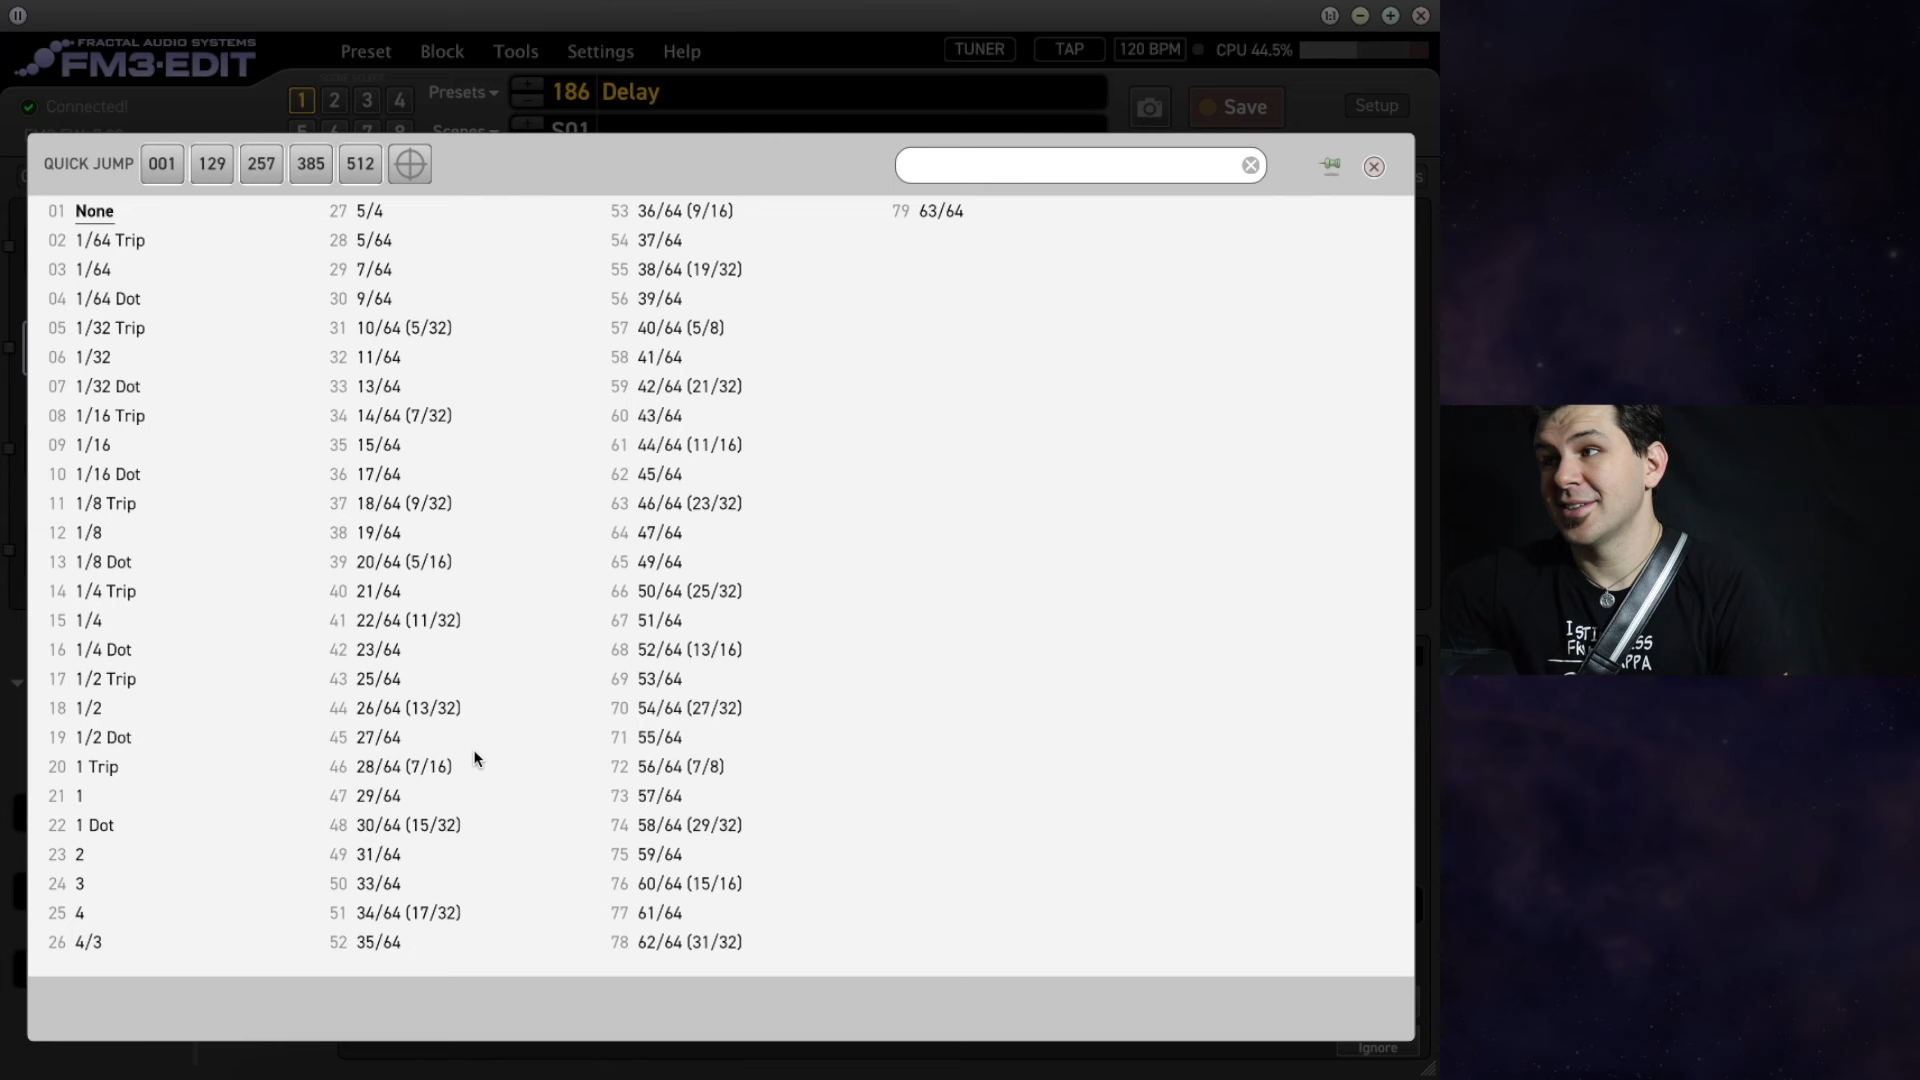 FRACTAL AUDIO SYSTEMS
FM3-EDIT
Preset Block Tools Settings Help
TUNER TAP 120 BPM CPU 44.5%
Connected!
1 2 3 4
Presets
186 Delay
Save
Setup
Scenes
S01
QUICK JUMP 001 129 257 385 512
01 None
02 1/64 Trip
03 1/64
04 1/64 Dot
05 1/32 Trip
06 1/32
07 1/32 Dot
08 1/16 Trip
09 1/16
10 1/16 Dot
11 1/8 Trip
12 1/8
13 1/8 Dot
14 1/4 Trip
15 1/4
16 1/4 Dot
17 1/2 Trip
18 1/2
19 1/2 Dot
20 1 Trip
21 1
22 1 Dot
23 2
24 3
25 4
26 4/3
27 5/4
28 5/64
29 7/64
30 9/64
31 10/64 (5/32)
32 11/64
33 13/64
34 14/64 (7/32)
35 15/64
36 17/64
37 18/64 (9/32)
38 19/64
39 20/64 (5/16)
40 21/64
41 22/64 (11/32)
42 23/64
43 25/64
44 26/64 (13/32)
45 27/64
46 28/64 (7/16)
47 29/64
48 30/64 (15/32)
49 31/64
50 33/64
51 34/64 (17/32)
52 35/64
53 36/64 (9/16)
54 37/64
55 38/64 (19/32)
56 39/64
57 40/64 (5/8)
58 41/64
59 42/64 (21/32)
60 43/64
61 44/64 (11/16)
62 45/64
63 46/64 (23/32)
64 47/64
65 49/64
66 50/64 (25/32)
67 51/64
68 52/64 (13/16)
69 53/64
70 54/64 (27/32)
71 55/64
72 56/64 (7/8)
73 57/64
74 58/64 (29/32)
75 59/64
76 60/64 (15/16)
77 61/64
78 62/64 (31/32)
79 63/64
Ignore